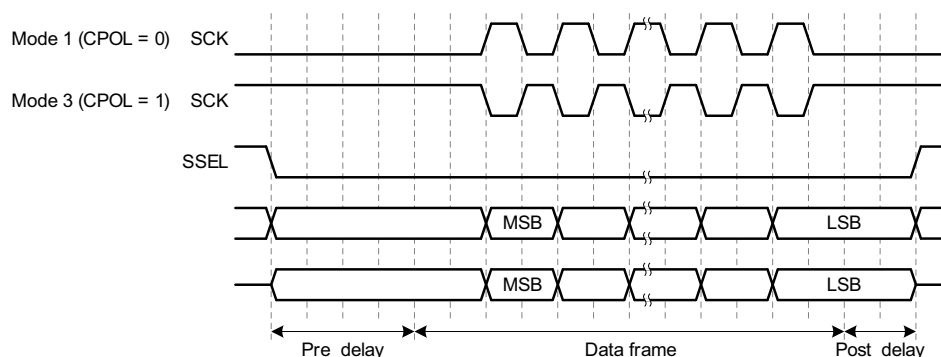 Mode 1 (CPOL = 0) SCK
Mode 3 (CPOL = 1) SCK
SSEL
MSB LSB
MSB LSB
Pre_delay Data frame Post_delay